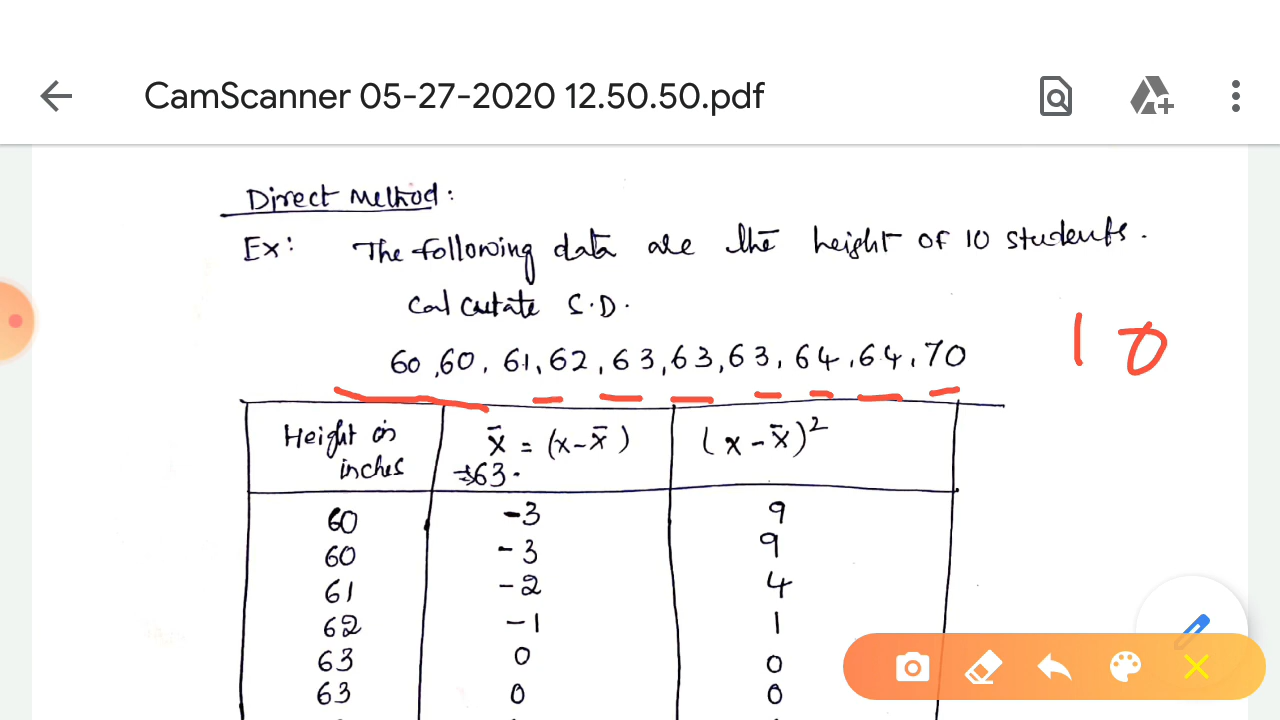 CamScanner 05-27-2020 12.50.50.pdf
Direct Method:
Ex: The following data are the height of 10 students.
Calculate S.D.
60, 60, 61, 62, 63, 63, 63, 64, 64, 70
10
Height in inches x̄ = (x-x̄) (x-x̄)²
63.
60 -3 9
60 -3 9
61 -2 4
62 -1 1
63 0 0
63 0 0